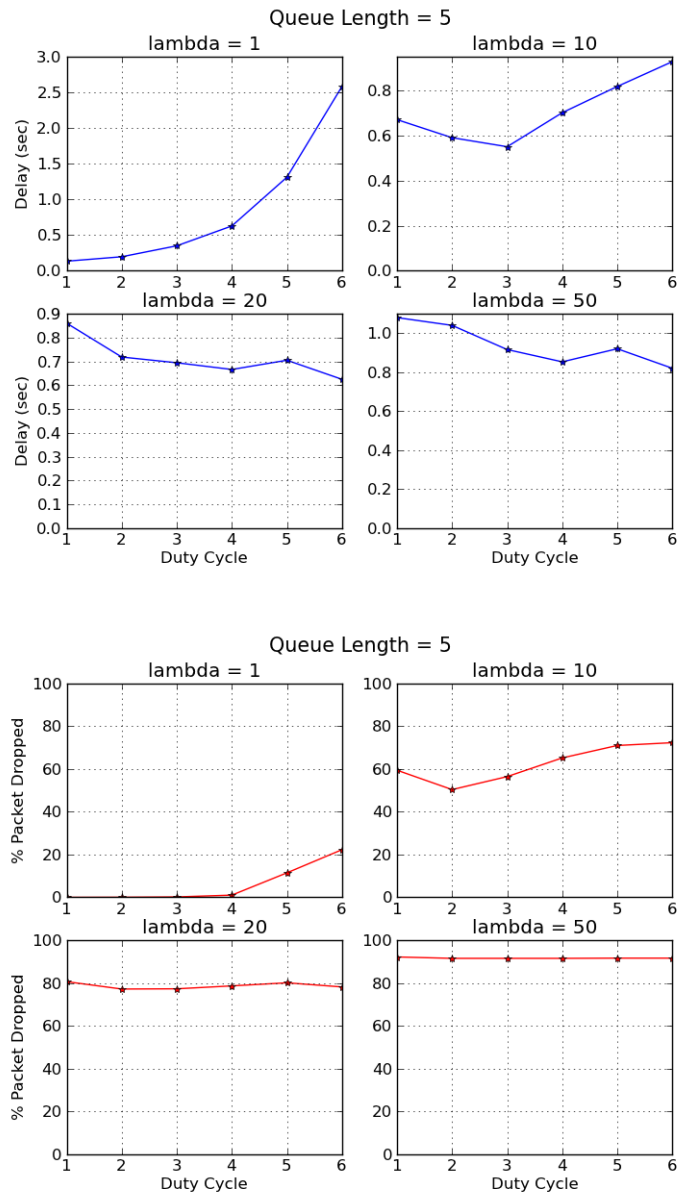 Queue Length = 5
lambda = 1
lambda = 10
Delay (sec)
3.0
2.5
2.0
1.5
1.0
0.5
0.0
1 2 3 4 5 6
0.8
0.6
0.4
0.2
0.0
1 2 3 4 5 6
lambda = 20
lambda = 50
Delay (sec)
0.9
0.8
0.7
0.6
0.5
0.4
0.3
0.2
0.1
0.0
1 2 3 4 5 6
Duty Cycle
1.0
0.8
0.6
0.4
0.2
0.0
1 2 3 4 5 6
Duty Cycle
Queue Length = 5
lambda = 1
lambda = 10
% Packet Dropped
100
80
60
40
20
0
1 2 3 4 5 6
100
80
60
40
20
0
1 2 3 4 5 6
lambda = 20
lambda = 50
% Packet Dropped
100
80
60
40
20
0
1 2 3 4 5 6
Duty Cycle
100
80
60
40
20
0
1 2 3 4 5 6
Duty Cycle